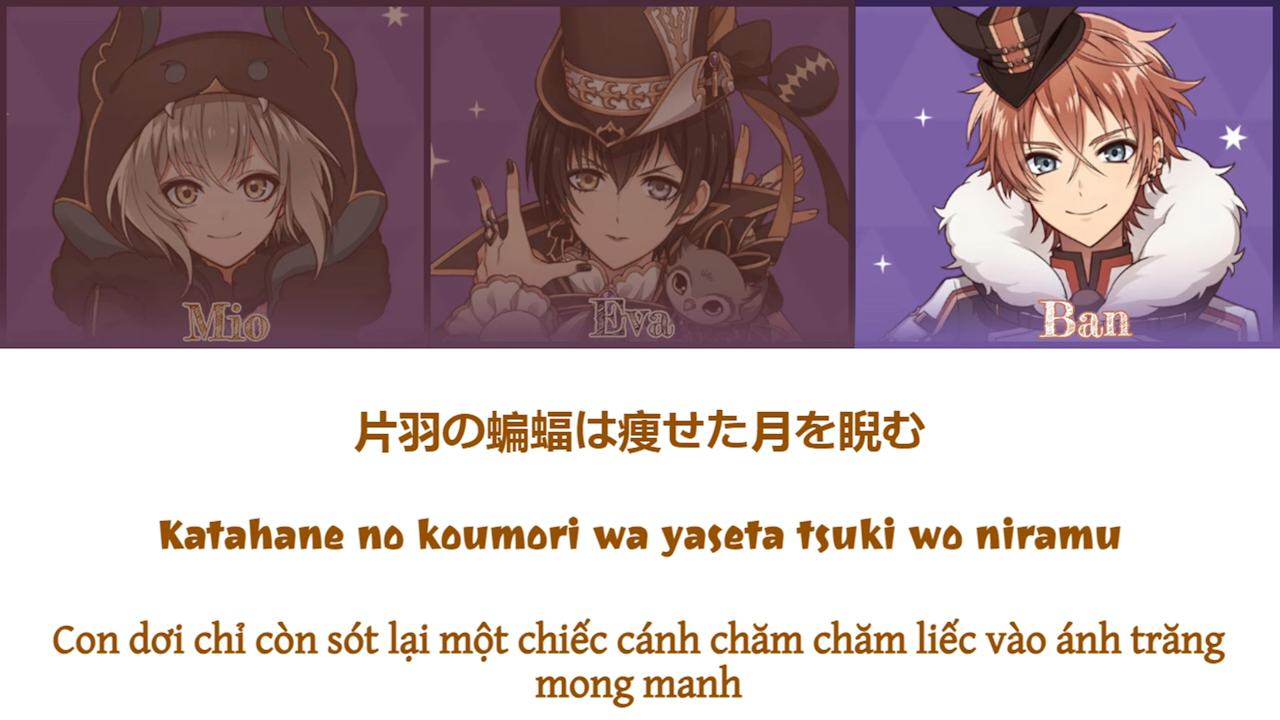 Mio
Eva
Ban
片羽の蝙蝠は痩せた月を睨む
Katahane no koumori wa yaseta tsuki wo niramu
Con dơi chỉ còn sót lại một chiếc cánh chăm chăm liếc vào ánh trăng
mong manh